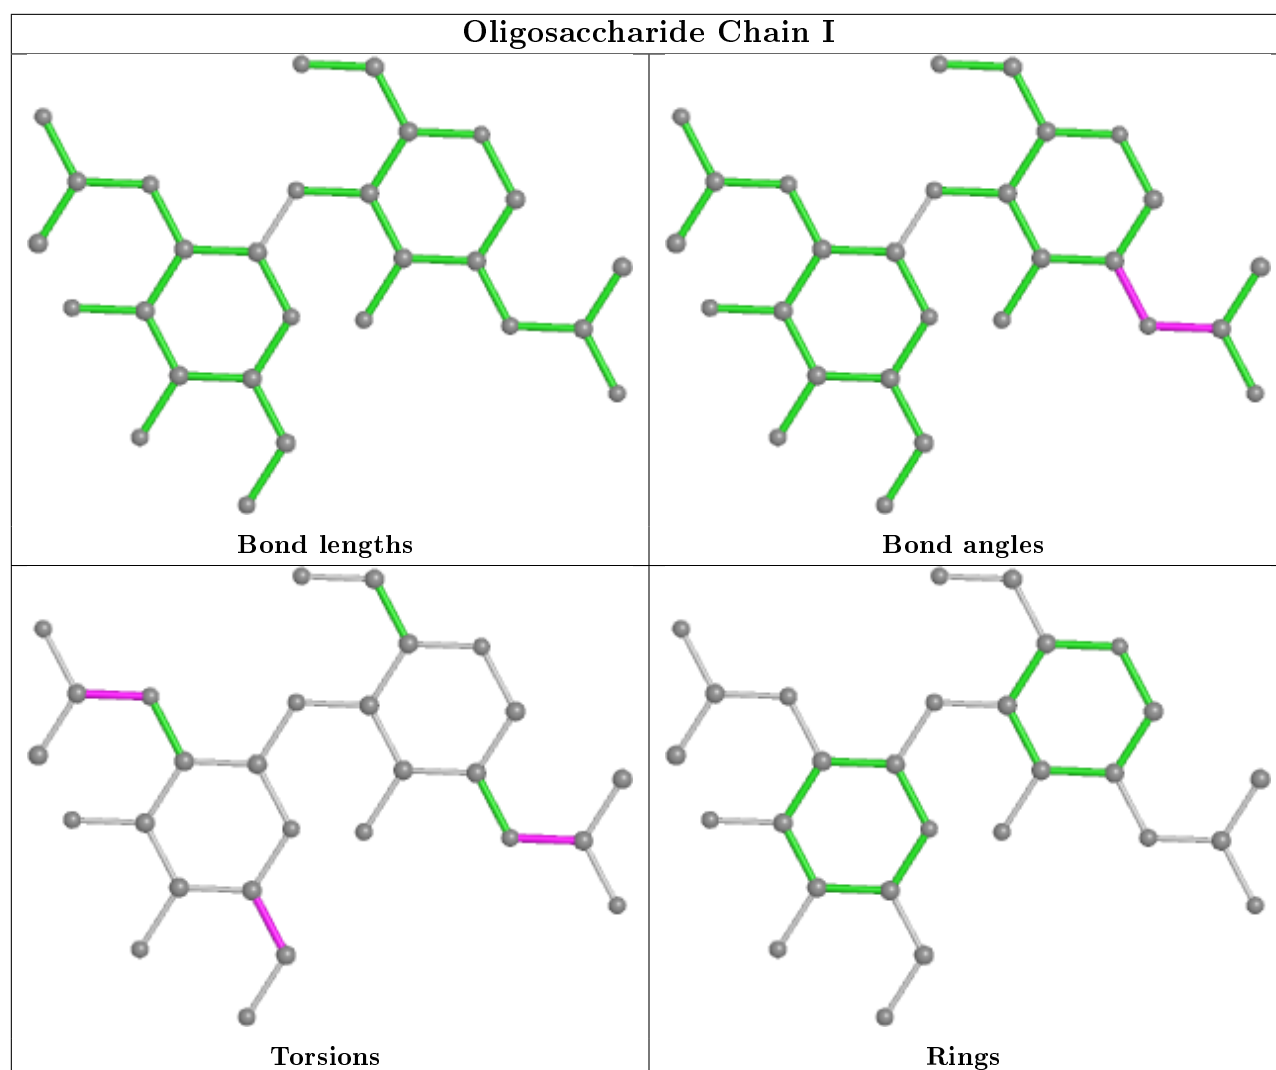 Oligosaccharide Chain I
Bond lengths
Bond angles
Torsions
Rings